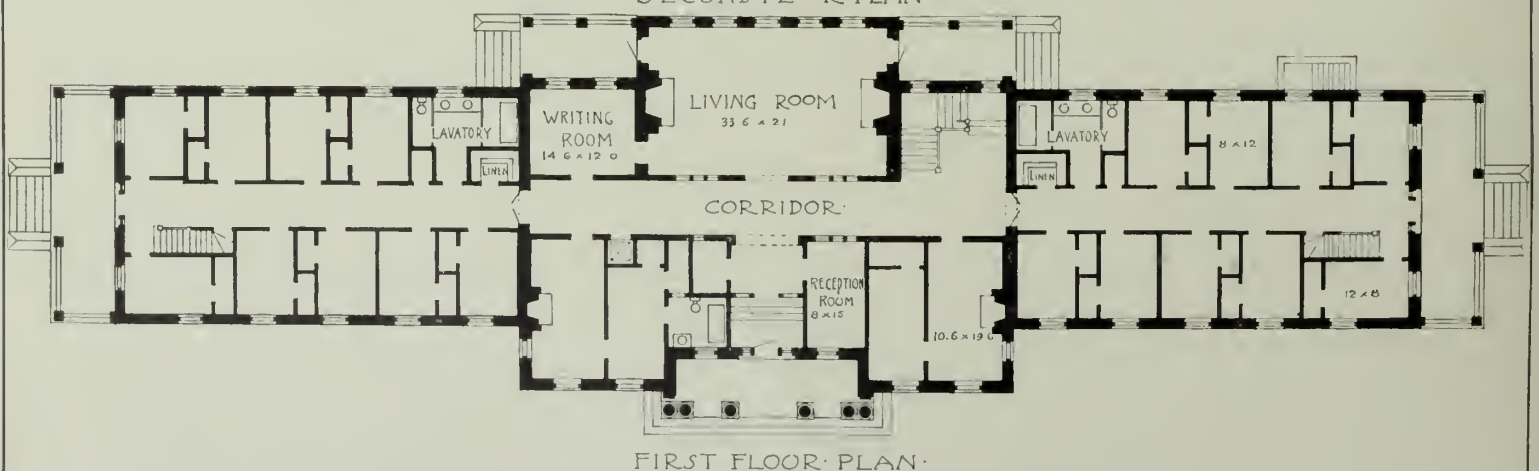 LIVING ROOM
33 6 x 21
WRITING
ROOM
14 6 x 12 0
LAVATORY
LINEN
LAVATORY
LINEN
8 x 12
CORRIDOR.
RECEPTION
ROOM
8 x 15
10.6 x 19 6
12 x 8
FIRST FLOOR. PLAN.